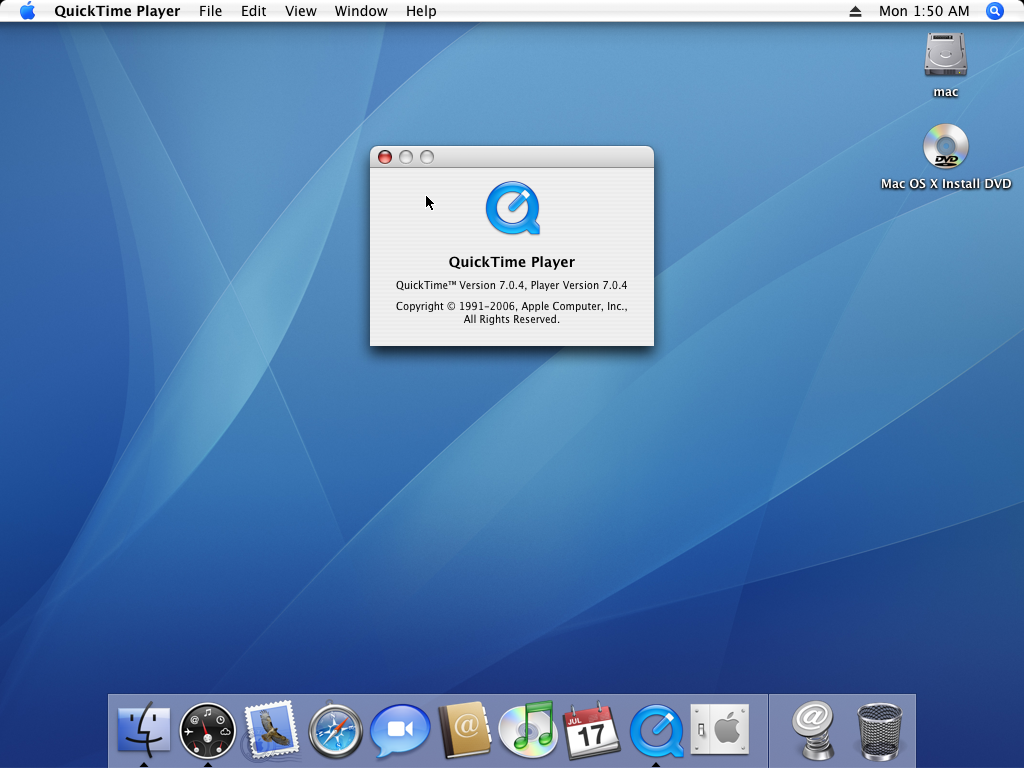 QuickTime Player File Edit View Window Help Mon 1:50 AM
mac
DVD
Mac OS X Install DVD
QuickTime Player
QuickTime™ Version 7.0.4, Player Version 7.0.4
Copyright © 1991-2006, Apple Computer, Inc.,
All Rights Reserved.
@
@
JUL
17
@